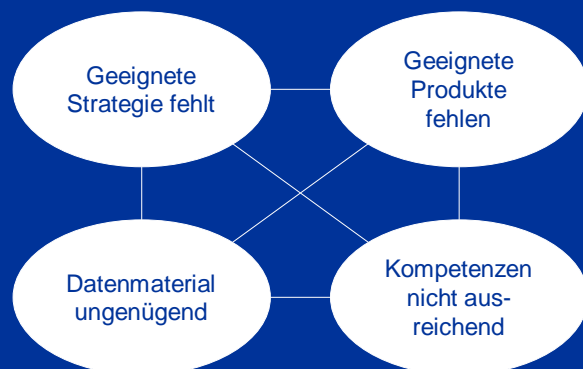 Geeignete
Strategie fehlt
Geeignete
Produkte
fehlen
Datenmaterial
ungenügend
Kompetenzen
nicht aus-
reichend